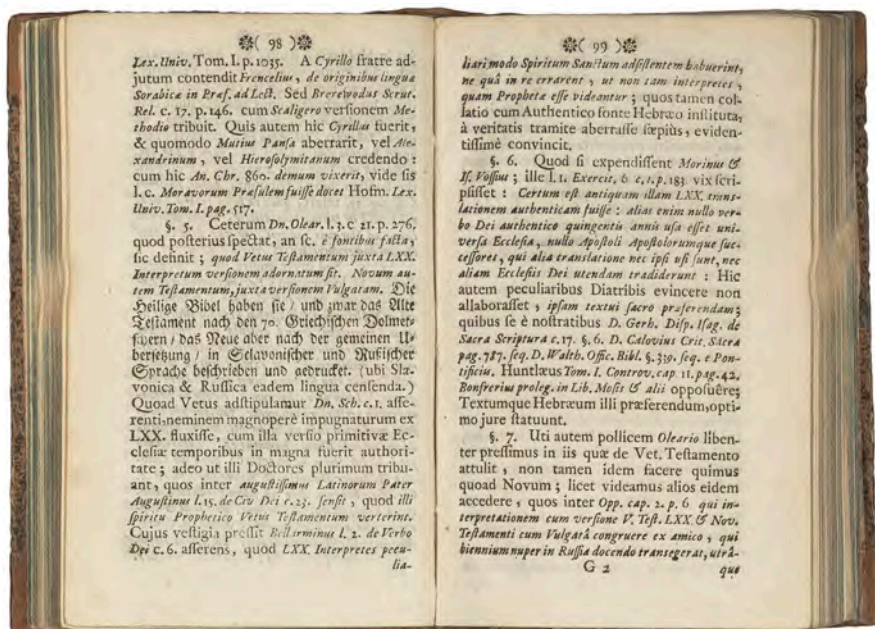 ( 98 )
Lex. Univ. Tom. I. p. 1035. A Cyrillo fratre ad-
jutum contendit Frencelius, de originibus linguæ
Sorabicæ in Præf. ad Lect. Sed Brerewodus Scrut.
Rel. c. 17. p. 146. cum Scaligero versionem Me-
thodio tribuit. Quis autem hic Cyrillus fuerit,
& quomodo Mutius Pansa aberrarit, vel Ale-
xandrinum, vel Hierosolymitanum credendo:
cum hic An. Chr. 860. demum vixerit, vide sis
l. c. Moravorum Præsulem fuisse docet Hofm. Lex.
Univ. Tom. I. pag. 517.
§. 5. Ceterum Dn. Olear. l. 3. c 21. p. 276.
quod posterius spectat, an sc. è fontibus facta,
sic definit; quod Vetus Testamentum juxta LXX.
Interpretum versionem adornatum sit. Novum au-
tem Testamentum, juxta versionem Vulgatam. Die
Heilige Bibel haben sie / und zwar das Alte
Testament nach den 70. Griechischen Dolmet-
schern / das Neue aber nach der gemeinen U-
bersetzung / in Sclavonischer und Rußischer
Sprache beschrieben und gedrucket. (ubi Sla-
vonica & Russica eadem lingua censenda.)
Quoad Vetus adstipulamur Dn. Sch. c. 1. asse-
renti, neminem magnoperè impugnaturum ex
LXX. fluxisse, cum illa versio primitivæ Ec-
clesiæ temporibus in magna fuerit authori-
tate; adeo ut illi Doctores plurimum tribu-
ant, quos inter augustissimus Latinorum Pater
Augustinus l. 15. de Civ Dei c. 23. sensit, quod illi
spiritu Prophetico Vetus Testamentum verterint.
Cujus vestigia pressit Bellarminus l. 2. de Verbo
Dei c. 6. asserens, quod LXX. Interpretes pecu-
lia-
( 99 )
liari modo Spiritum Sanctum adsistentem habuerint,
ne quâ in re errarent, ut non tam interpretes,
quam Prophetæ esse videantur; quos tamen col-
latio cum Authentico fonte Hebræo instituta,
à veritatis tramite aberrasse sæpiùs, eviden-
tissimè convincit.
§. 6. Quod si expendissent Morinus &
Is. Vossius; ille l. 1. Exercit. 6 c. 1. p. 183. vix scri-
psisset: Certum est antiquam illam LXX trans-
lationem authenticam fuisse: alias enim nullo ver-
bo Dei authentico quingentis annis usa esset uni-
versa Ecclesia, nullo Apostoli Apostolorumque suc-
cessores, qui alia translatione nec ipsi usi sunt, nec
aliam Ecclesiis Dei utendam tradiderunt: Hic
autem peculiaribus Diatribis evincere non
allaborasset, ipsam textui sacro præferendam;
quibus se è nostratibus D. Gerh. Disp. Isag. de
Sacra Scriptura c. 17. §. 6. D. Calovius Crit. Sacra
pag. 787. seq. D. Walth. Offic. Bibl. §. 339. seq. e Pon-
tificiis. Huntlæus Tom. I. Controv. cap 11. pag. 42.
Bonfrerius proleg. in Lib. Mosis & alii opposuêre;
Textumque Hebræum illi præferendum, opti-
mo jure statuunt.
§. 7. Uti autem pollicem Oleario liben-
ter pressimus in iis quæ de Vet. Testamento
attulit, non tamen idem facere quimus
quoad Novum; licet videamus alios eidem
accedere, quos inter Opp. cap. 2. p. 6 qui in-
terpretationem cum versione V. Test. LXX & Nov.
Testamenti cum Vulgatâ congruere ex amico, qui
biennium nuper in Russia docendo transegerat, utrâ-
G 2
que